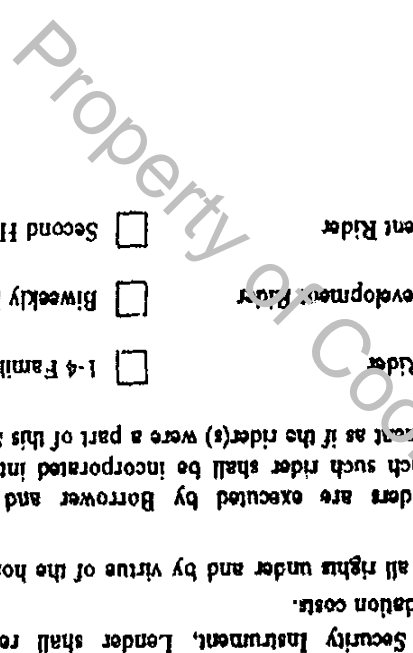 Security Instrument, Lender shall re
dation costs.
all rights under and by virtue of the ho
ders are executed by Borrower and
ch such rider shall be incorporated int
ent as if the rider(s) were a part of this
Rider ☐ 1-4 Famil
evelopment Rider ☐ Biweekly
ent Rider ☐ Second H
Property of Coo